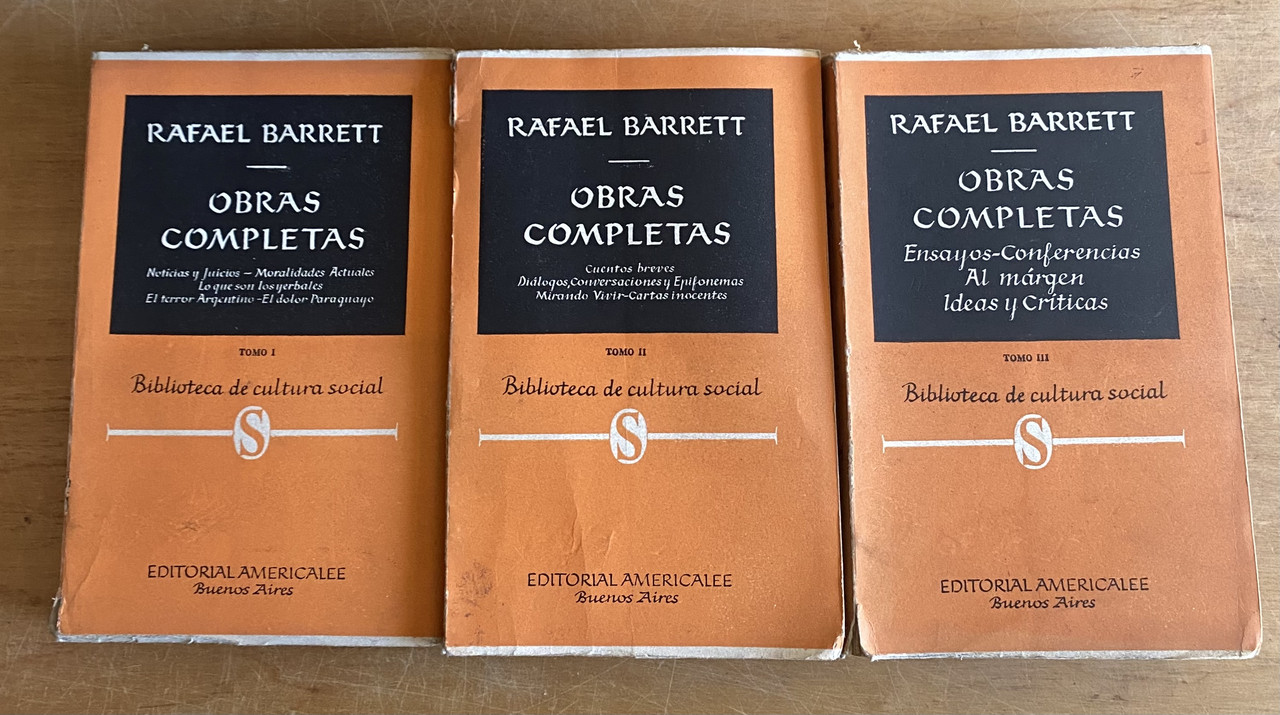 RAFAEL BARRETT
OBRAS
COMPLETAS
Noticias y Juicios – Moralidades Actuales
Lo que son los yerbales
El terror Argentino – El dolor Paraguayo
TOMO I
Biblioteca de cultura social
S
EDITORIAL AMERICALEE
Buenos Aires
RAFAEL BARRETT
OBRAS
COMPLETAS
Cuentos breves
Diálogos, Conversaciones y Epifonemas
Mirando Vivir-Cartas inocentes
TOMO II
Biblioteca de cultura social
S
EDITORIAL AMERICALEE
Buenos Aires
RAFAEL BARRETT
OBRAS
COMPLETAS
Ensayos-Conferencias
Al márgen
Ideas y Críticas
TOMO III
Biblioteca de cultura social
S
EDITORIAL AMERICALEE
Buenos Aires